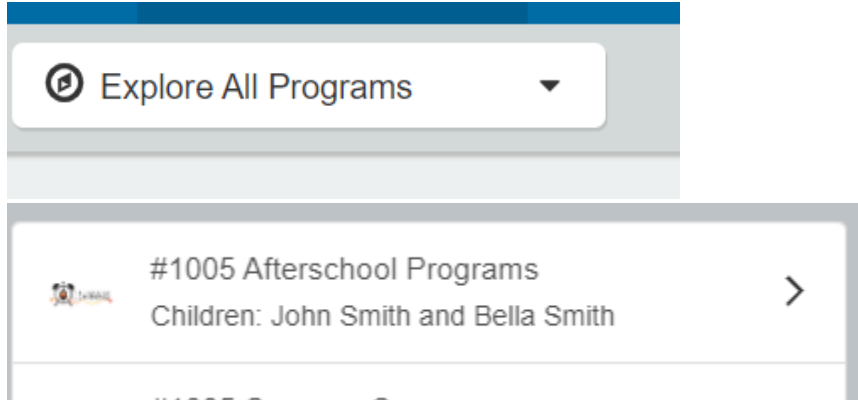 Explore All Programs
#1005 Afterschool Programs
Children: John Smith and Bella Smith